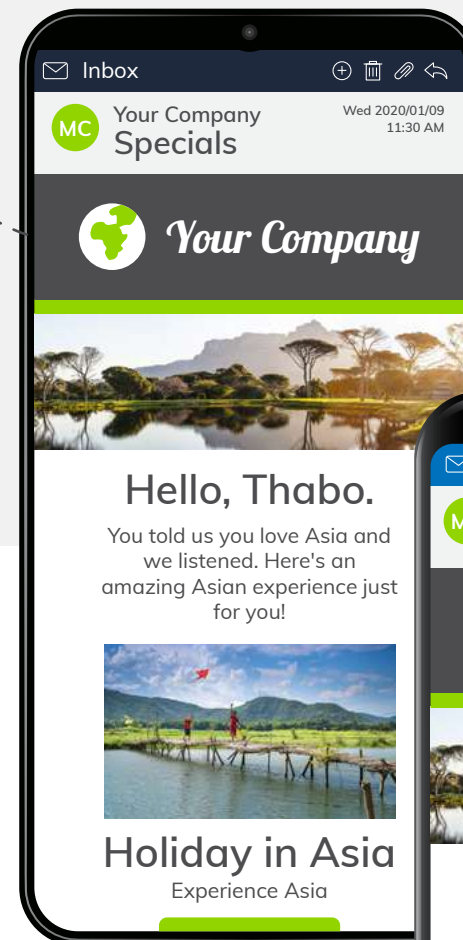 Inbox
MC
Your Company
Specials
Wed 2020/01/09
11:30 AM
Your Company
Hello, Thabo.
You told us you love Asia and
we listened. Here's an
amazing Asian experience just
for you!
Holiday in Asia
Experience Asia